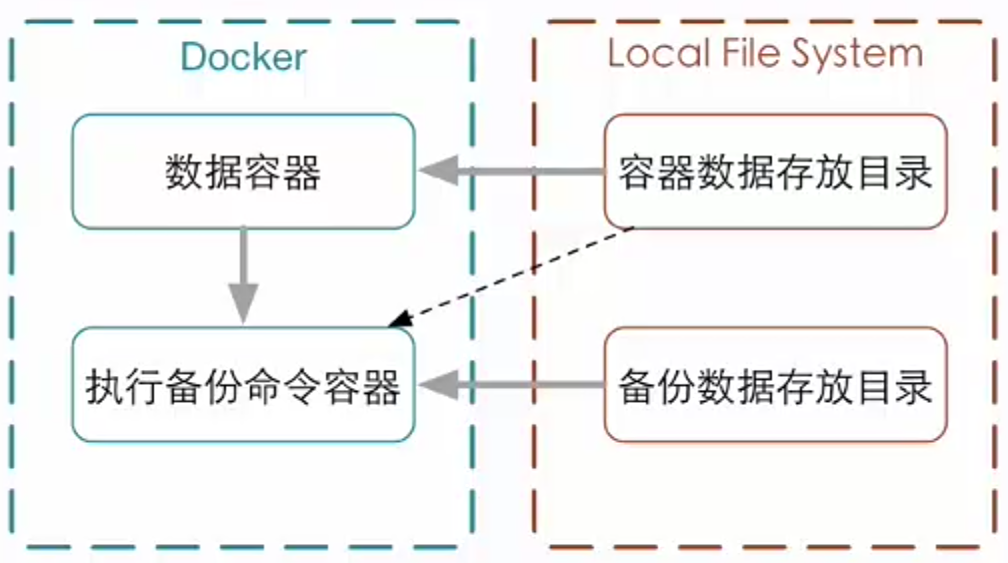 Docker
Local File System
数据容器
容器数据存放目录
执行备份命令容器
备份数据存放目录